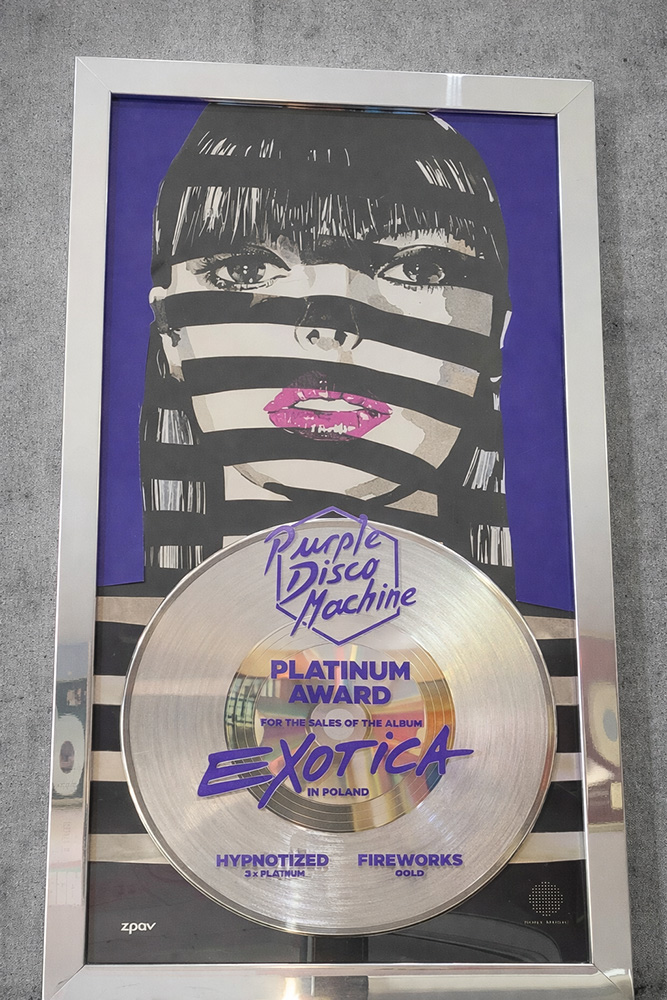 Purple
Disco
Machine
PLATINUM
AWARD
FOR THE SALES OF THE ALBUM
EXOTICA
IN POLAND
HYPNOTIZED FIREWORKS
3 x PLATINUM GOLD
zpav